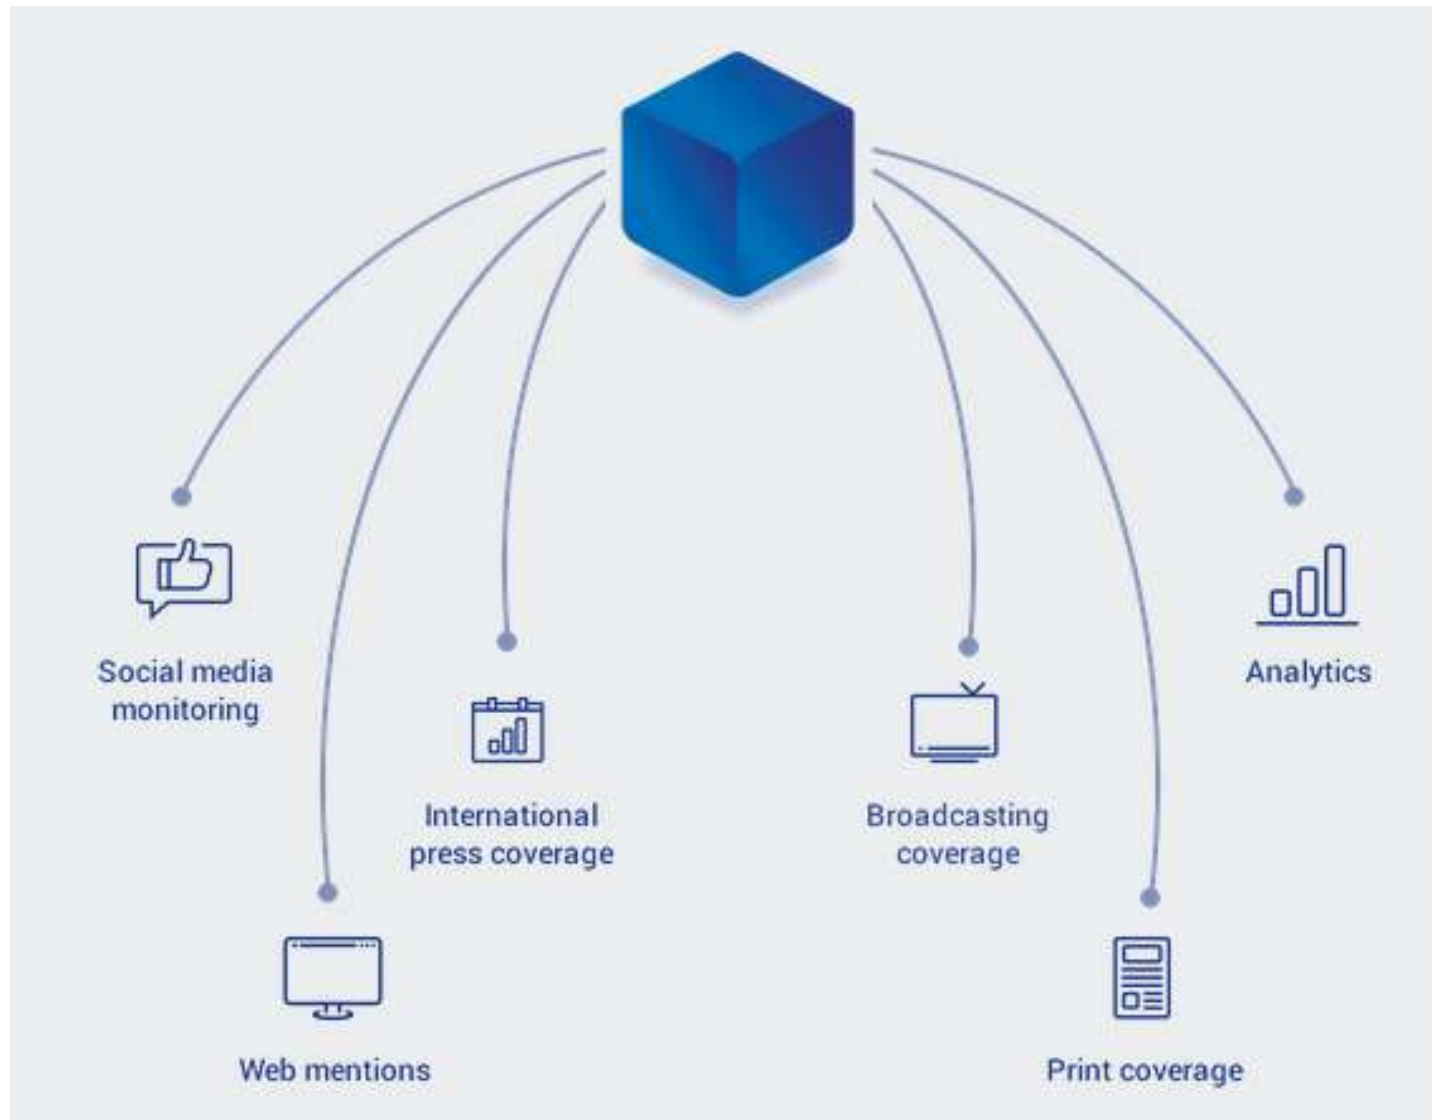 Social media
monitoring
Analytics
International
press coverage
Broadcasting
coverage
Web mentions
Print coverage